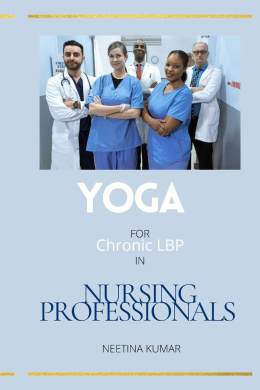 YOGA
FOR
Chronic LBP
IN
NURSING
PROFESSIONALS
NEETINA KUMAR